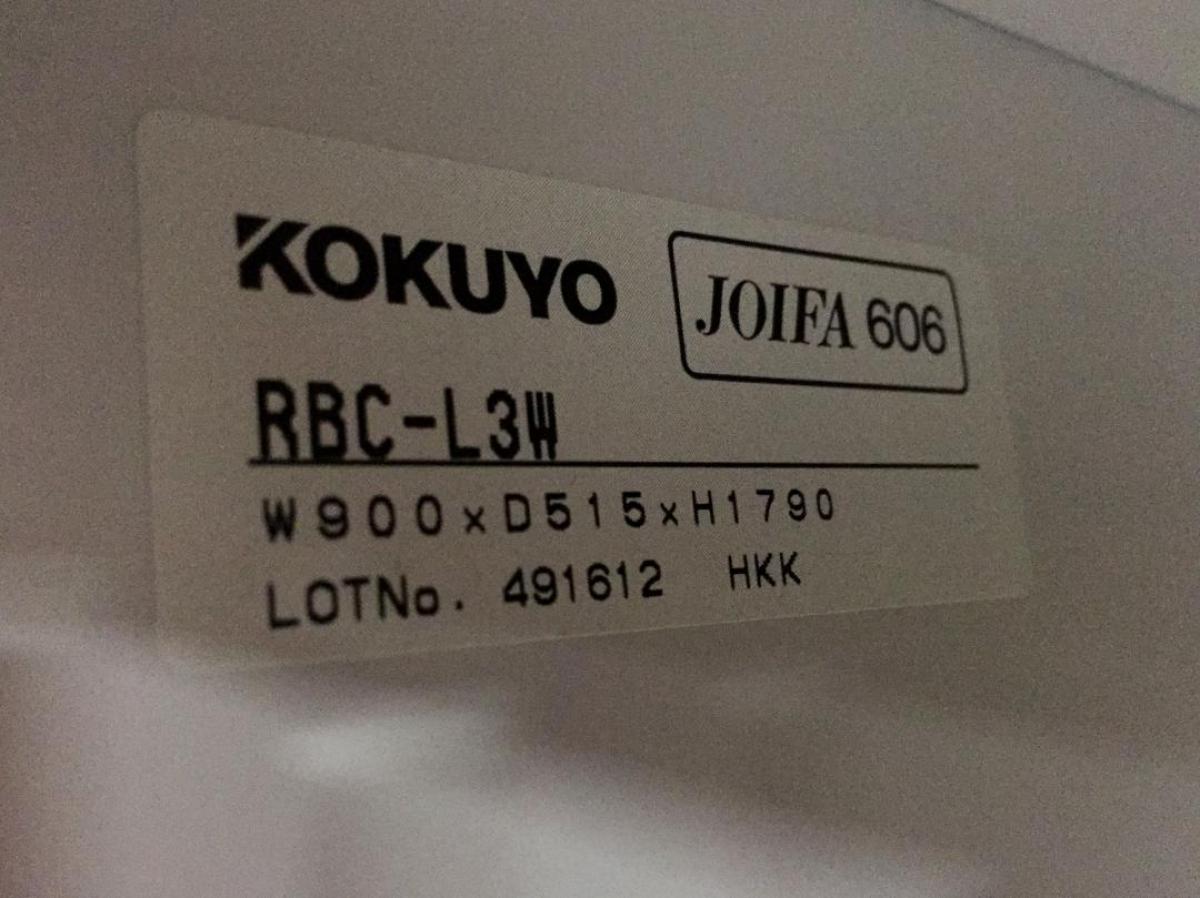 KOKUYO
JOIFA 606
RBC-L3W
W900×D515×H1790
LOTNo. 491612 HKK